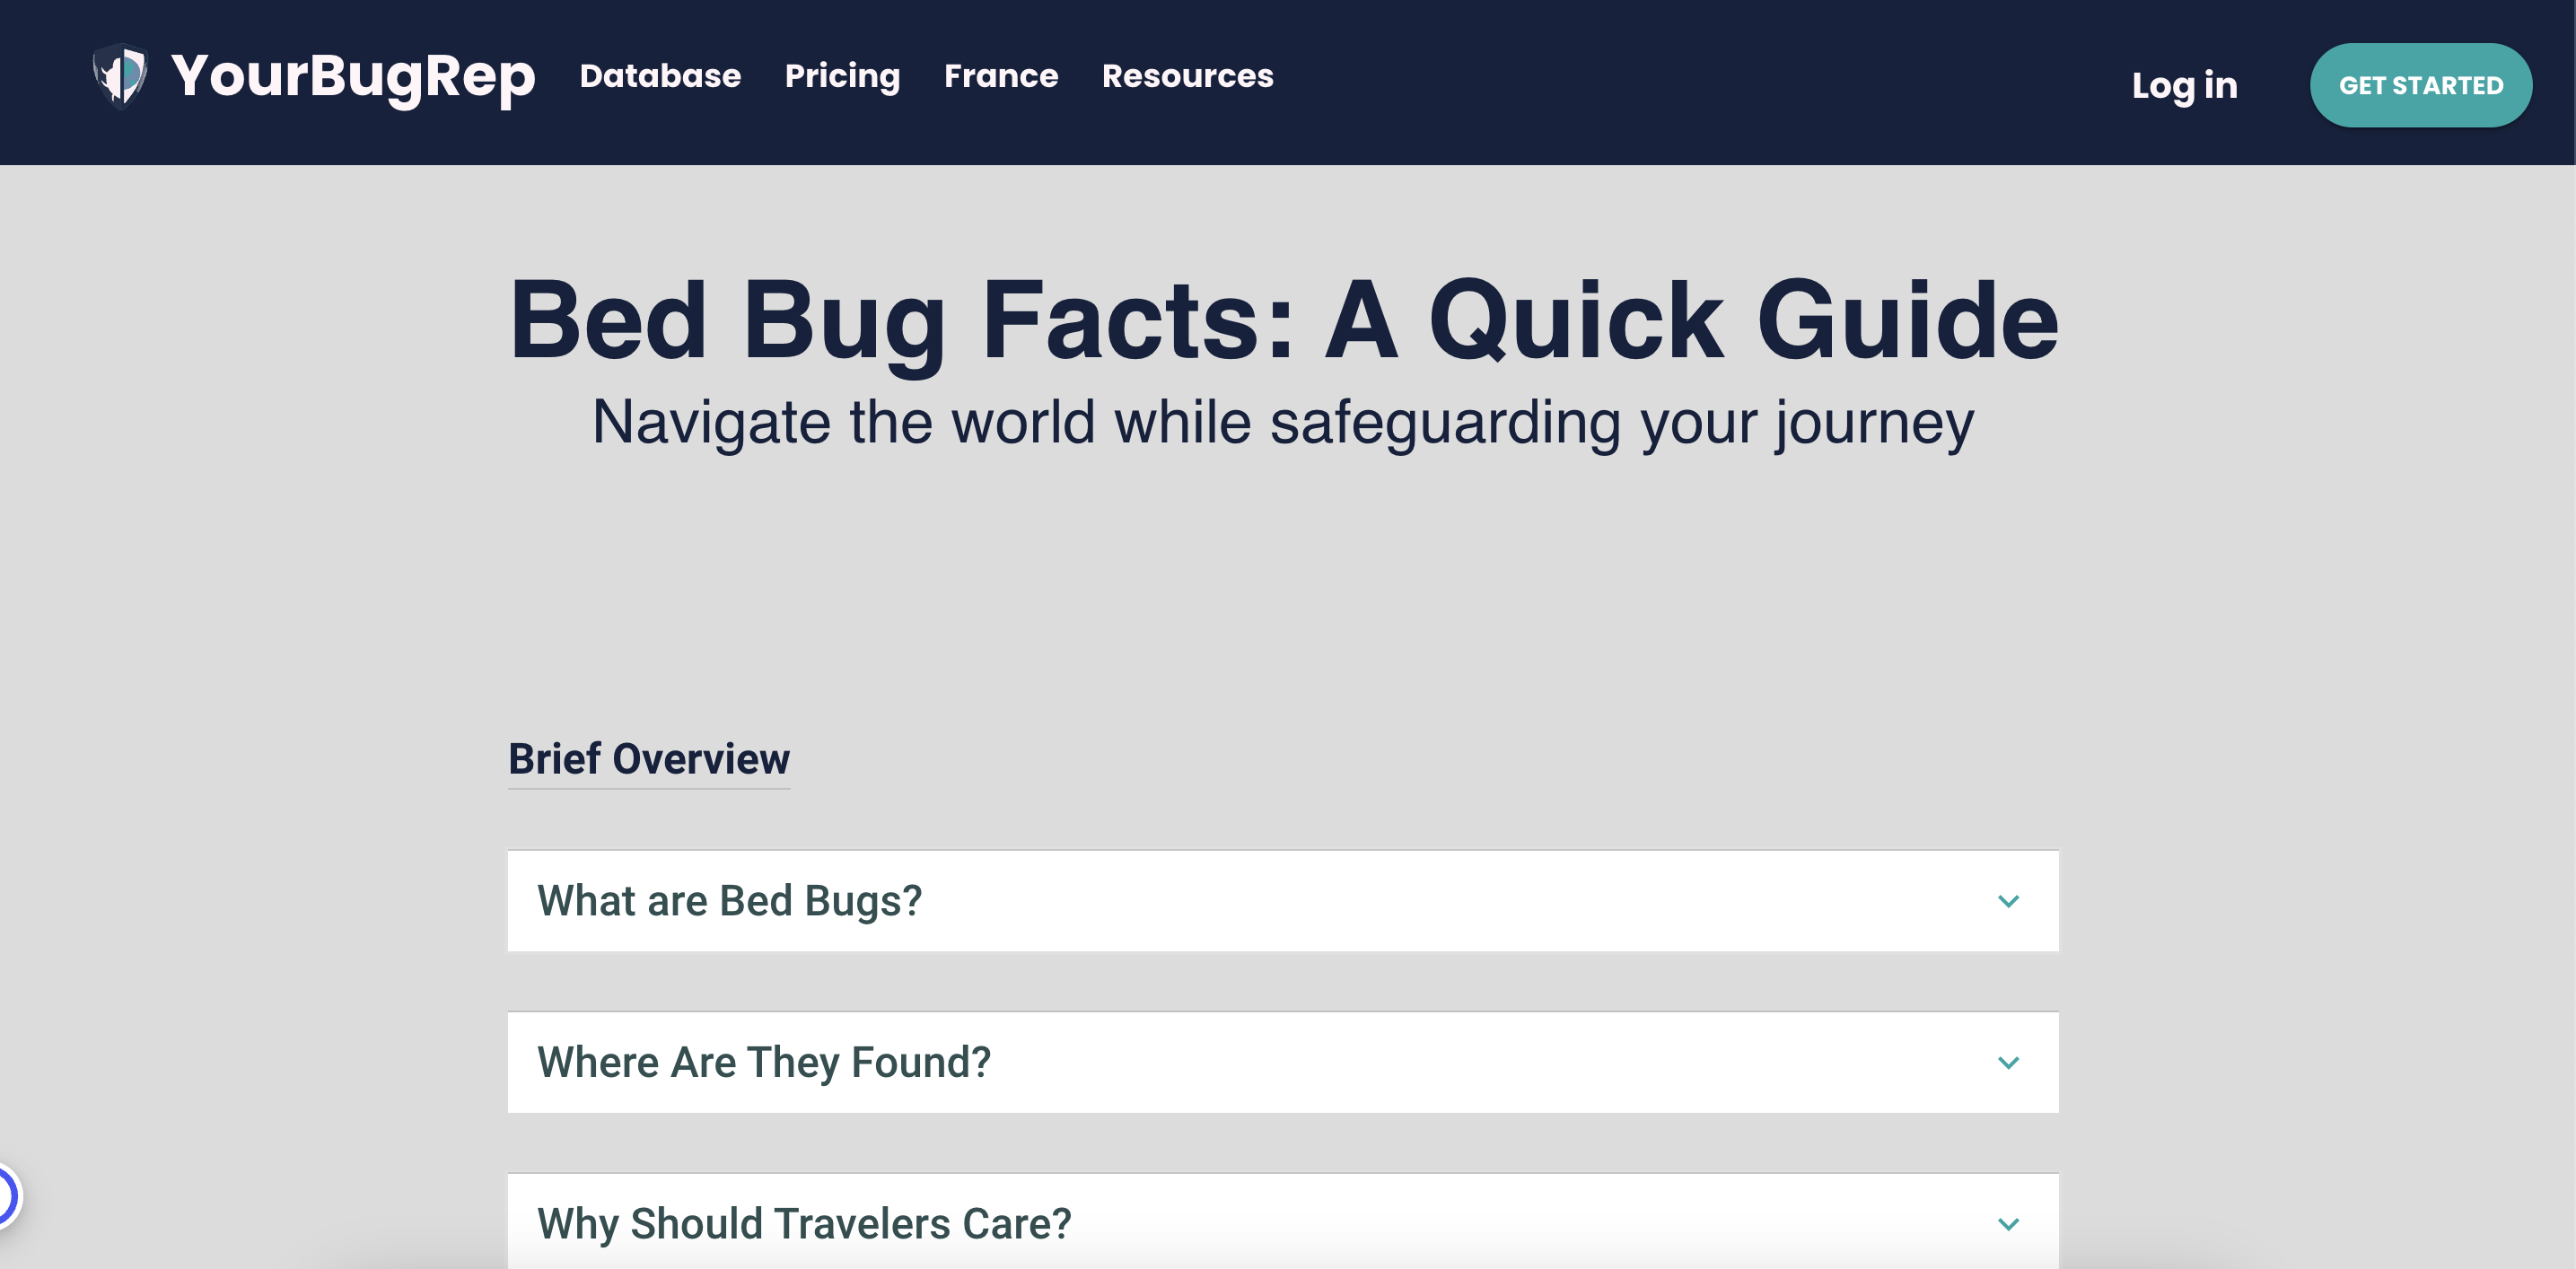 YourBugRep Database Pricing France Resources Log in GET STARTED
Bed Bug Facts: A Quick Guide
Navigate the world while safeguarding your journey
Brief Overview
What are Bed Bugs?
Where Are They Found?
Why Should Travelers Care?